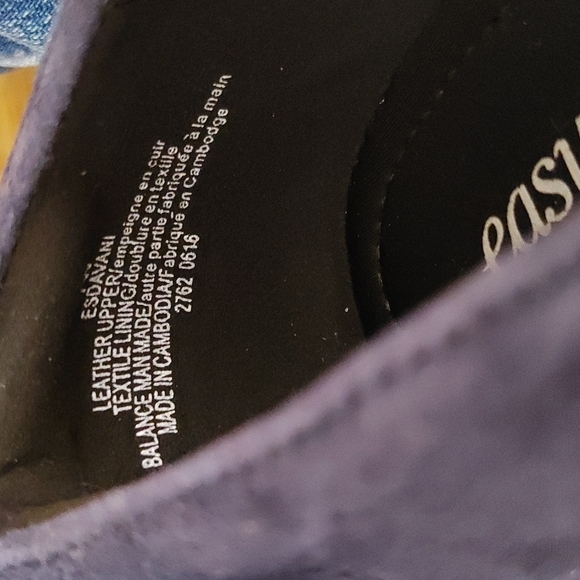 ESDAVANI
LEATHER UPPER/empeigne en cuir
TEXTILE LINING/doublure en textile
BALANCE MAN MADE/autre partie fabriquée à la main
MADE IN CAMBODIA/Fabriqué en Cambodge
2762 0616